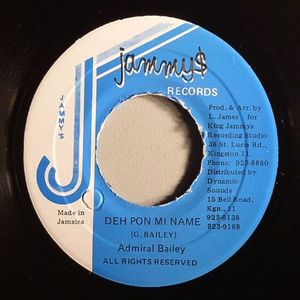 jammy$
RECORDS
JAMMY'S
Prod. & Arr. by
L. James for
King Jammys
Recording Studio
38 St. Lucia Rd.,
Kingston 11.
Phone: 923-8880
Distributed by
Dynamic
Sounds
15 Bell Road,
Kgn., 11
923-9138
923-9168
Made in
Jamaica
DEH PON MI NAME
(G. BAILEY)
Admiral Bailey
ALL RIGHTS RESERVED